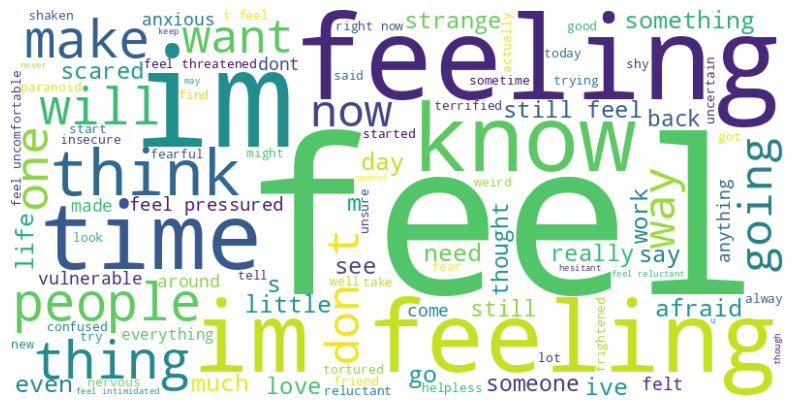 shaken
anxious
t feel
right now
strange
good
something
make
want
feeling
actually
keep
scared
feel threatened
dont
said
sometime
today
trying
shy
never
paranoid
may
find
im
now
terrified
still feel
back
uncertain
will
one
feel uncomfortable
start
insecure
might
started
know
got
think
fearful
day
moment
weird
feel
way
work
anything
going
life
made
feel pressured
m
unsure
time
look
need
thought
really
say
vulnerable
around
tell
see
well
take
fear
hesitant
feel reluctant
people
s
little
dont
come
still
frightened
afraid
alway
confused
try
everything
im feeling
u
new
thing
tortured
lot
though
even
nervous
much
love
friend
go
someone
ive
felt
feel intimidated
reluctant
helpless